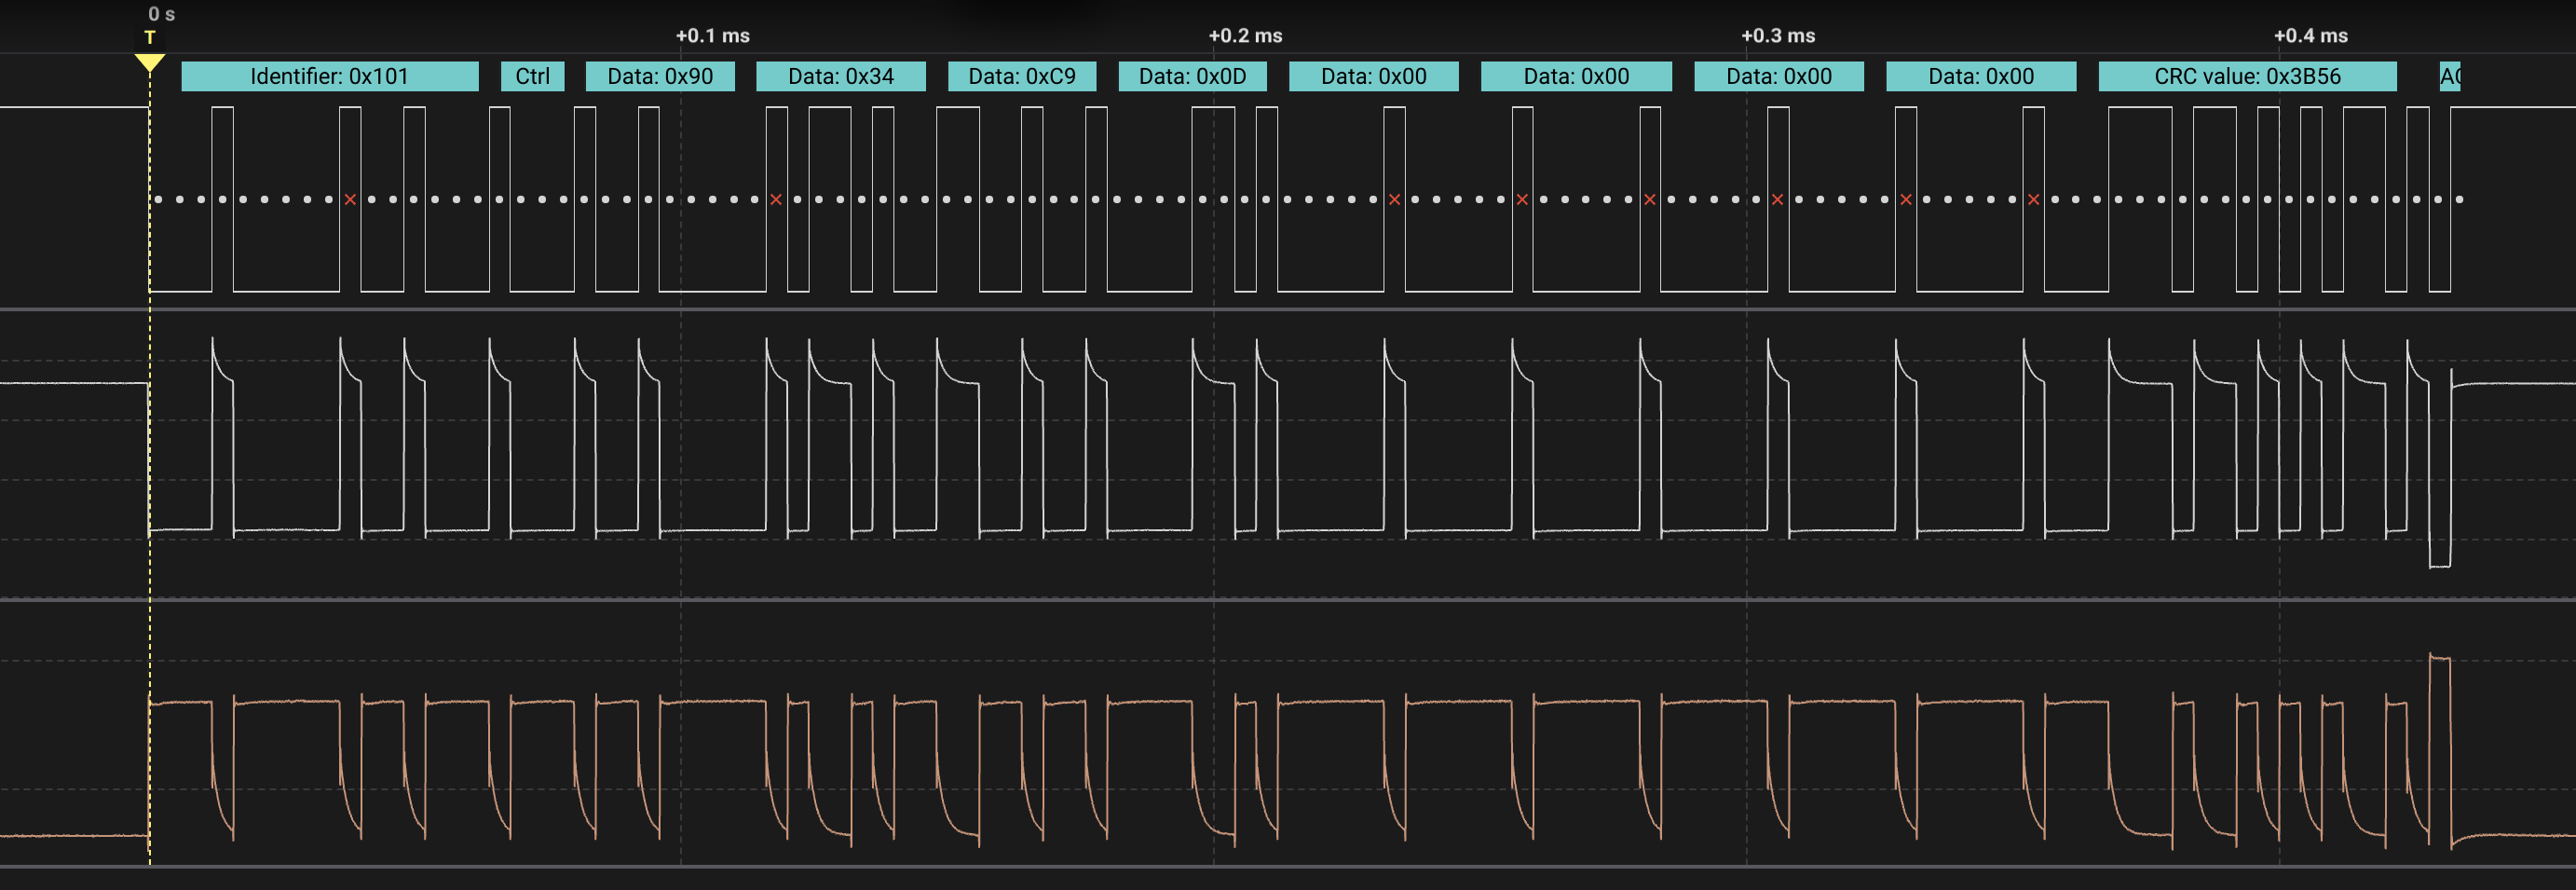 0 s
T
+0.1 ms
+0.2 ms
+0.3 ms
+0.4 ms
Identifier: 0x101
Ctrl
Data: 0x90
Data: 0x34
Data: 0xC9
Data: 0x0D
Data: 0x00
Data: 0x00
Data: 0x00
Data: 0x00
CRC value: 0x3B56